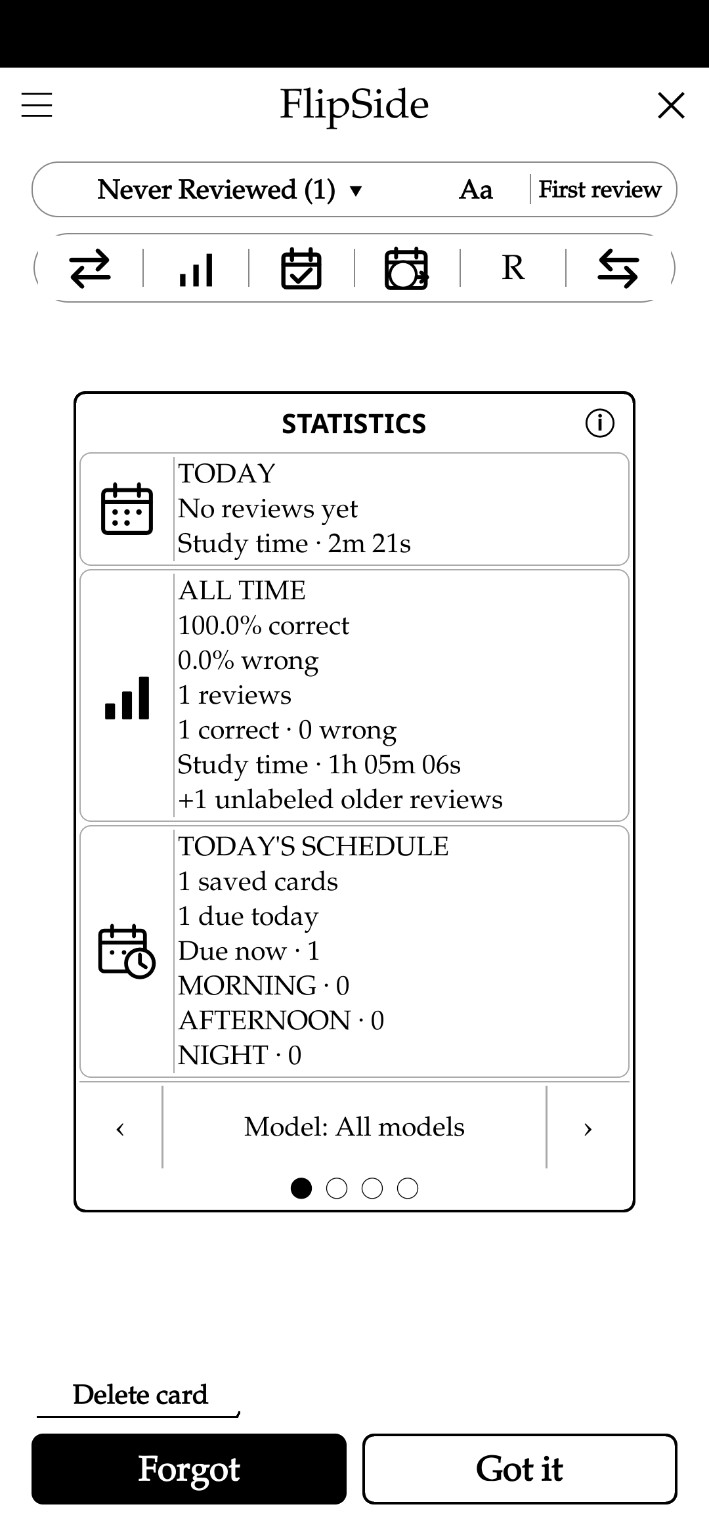 FlipSide
Never Reviewed (1) ▼ Aa First review
R
STATISTICS
TODAY
No reviews yet
Study time · 2m 21s
ALL TIME
100.0% correct
0.0% wrong
1 reviews
1 correct · 0 wrong
Study time · 1h 05m 06s
+1 unlabeled older reviews
TODAY'S SCHEDULE
1 saved cards
1 due today
Due now · 1
MORNING · 0
AFTERNOON · 0
NIGHT · 0
‹ Model: All models ›
Delete card
Forgot Got it